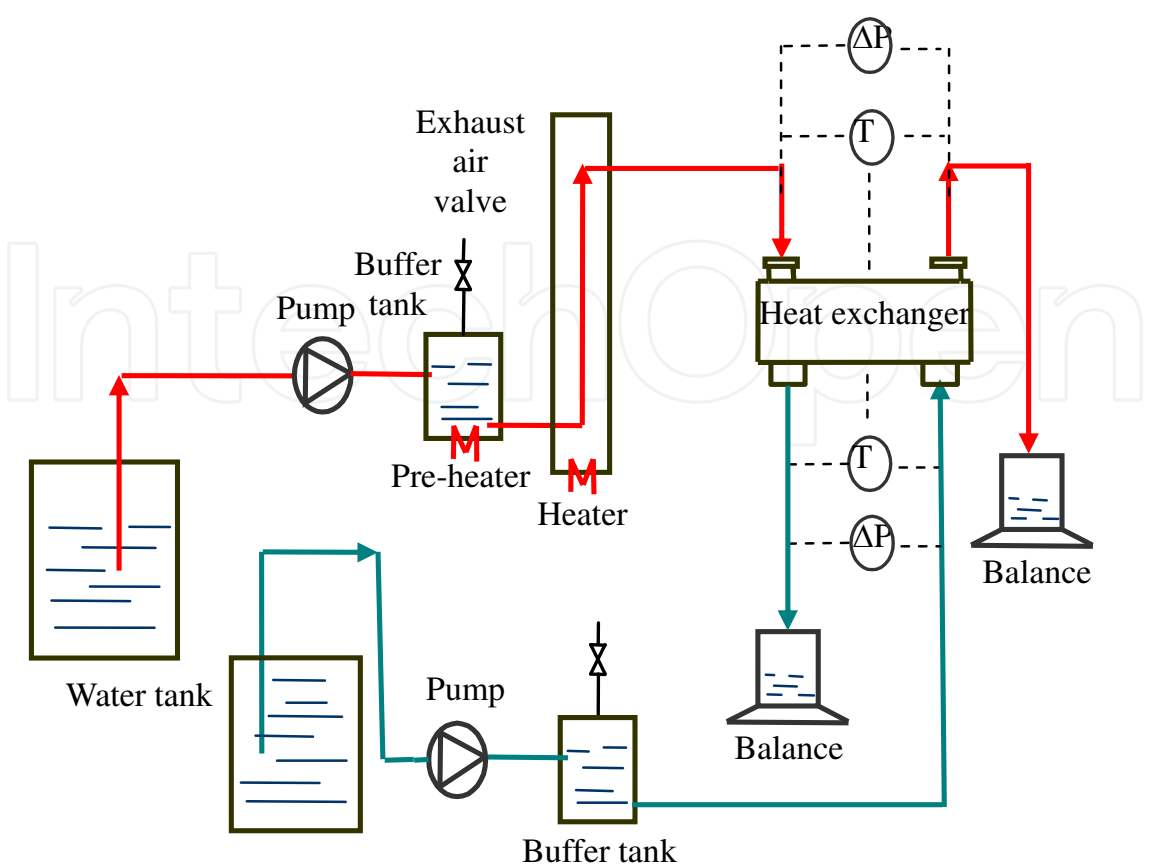 ΔP
Exhaust
air
valve
T
Buffer
tank
Pump
Heat exchanger
IntechOpen
Pre-heater
T
Heater
ΔP
Balance
Water tank
Pump
Balance
Buffer tank